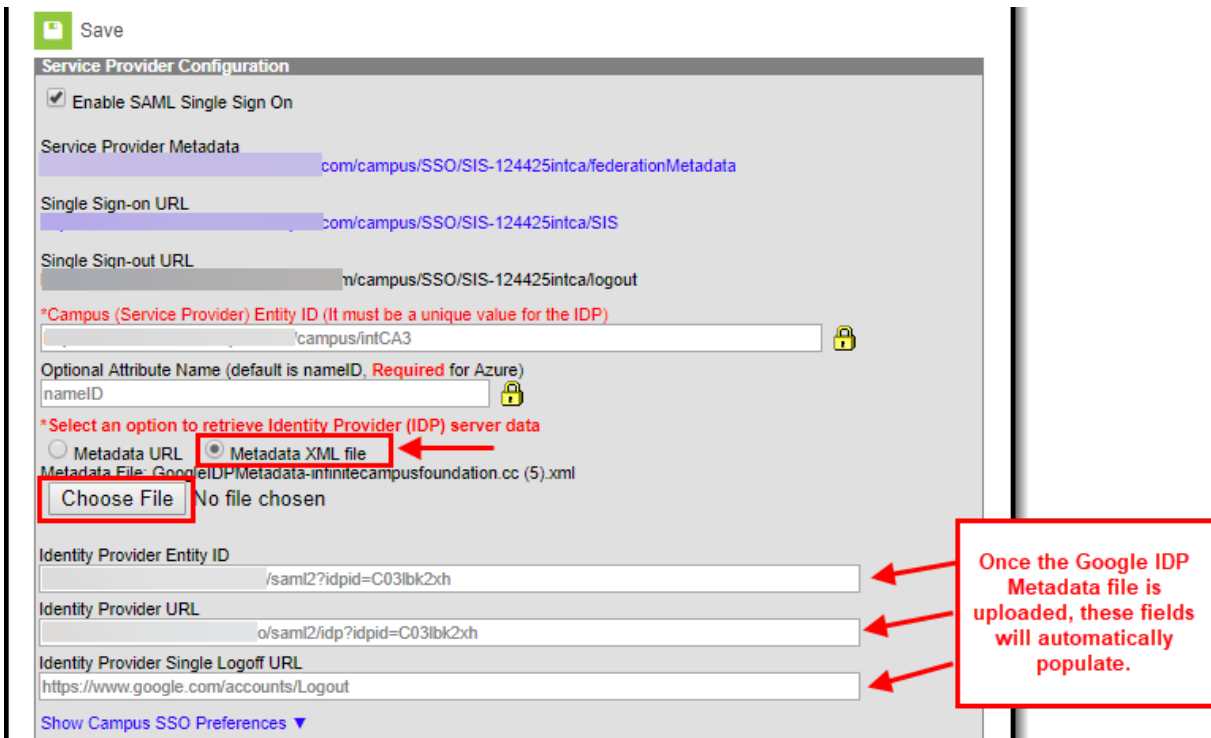 Save
Service Provider Configuration
Enable SAML Single Sign On
Service Provider Metadata
com/campus/SSO/SIS-124425intca/federationMetadata
Single Sign-on URL
com/campus/SSO/SIS-124425intca/SIS
Single Sign-out URL
m/campus/SSO/SIS-124425intca/logout
*Campus (Service Provider) Entity ID (It must be a unique value for the IDP)
/campus/intCA3
Optional Attribute Name (default is nameID, Required for Azure)
nameID
*Select an option to retrieve Identity Provider (IDP) server data
Metadata URL Metadata XML file
Metadata File: GoogleIDPMetadata-infinitecampusfoundation.cc (5).xml
Choose File No file chosen
Identity Provider Entity ID
/saml2?idpid=C03lbk2xh
Identity Provider URL
o/saml2/idp?idpid=C03lbk2xh
Identity Provider Single Logoff URL
https://www.google.com/accounts/Logout
Show Campus SSO Preferences ▼
Once the Google IDP
Metadata file is
uploaded, these fields
will automatically
populate.